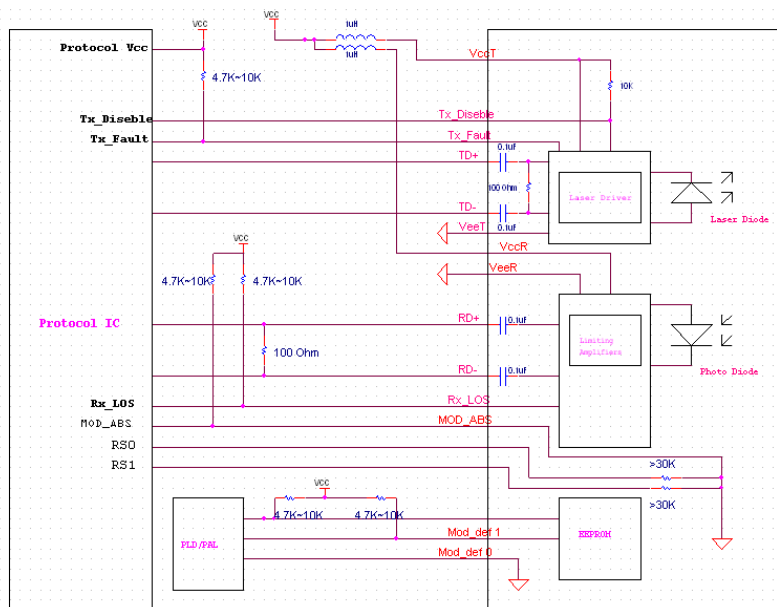 VCC
VCC
1uH
1uH
Protocol Vcc
VccT
4.7K~10K
10K
Tx_Diseble
Tx_Diseble
Tx_Fault
Tx_Fault
0.1uf
TD+
100 Ohm
Laser Driver
TD-
Laser Diode
VeeT
0.1uf
VCC
VccR
VeeR
4.7K~10K
4.7K~10K
Protocol IC
RD+
0.1uf
100 Ohm
Limiting
Amplifiers
RD-
0.1uf
Photo Diode
Rx_LOS
Rx_LOS
MOD_ABS
MOD_ABS
RS0
RS1
>30K
VCC
>30K
4.7K~10K
4.7K~10K
PLD/PAL
Mod_def 1
EEPROM
Mod_def 0